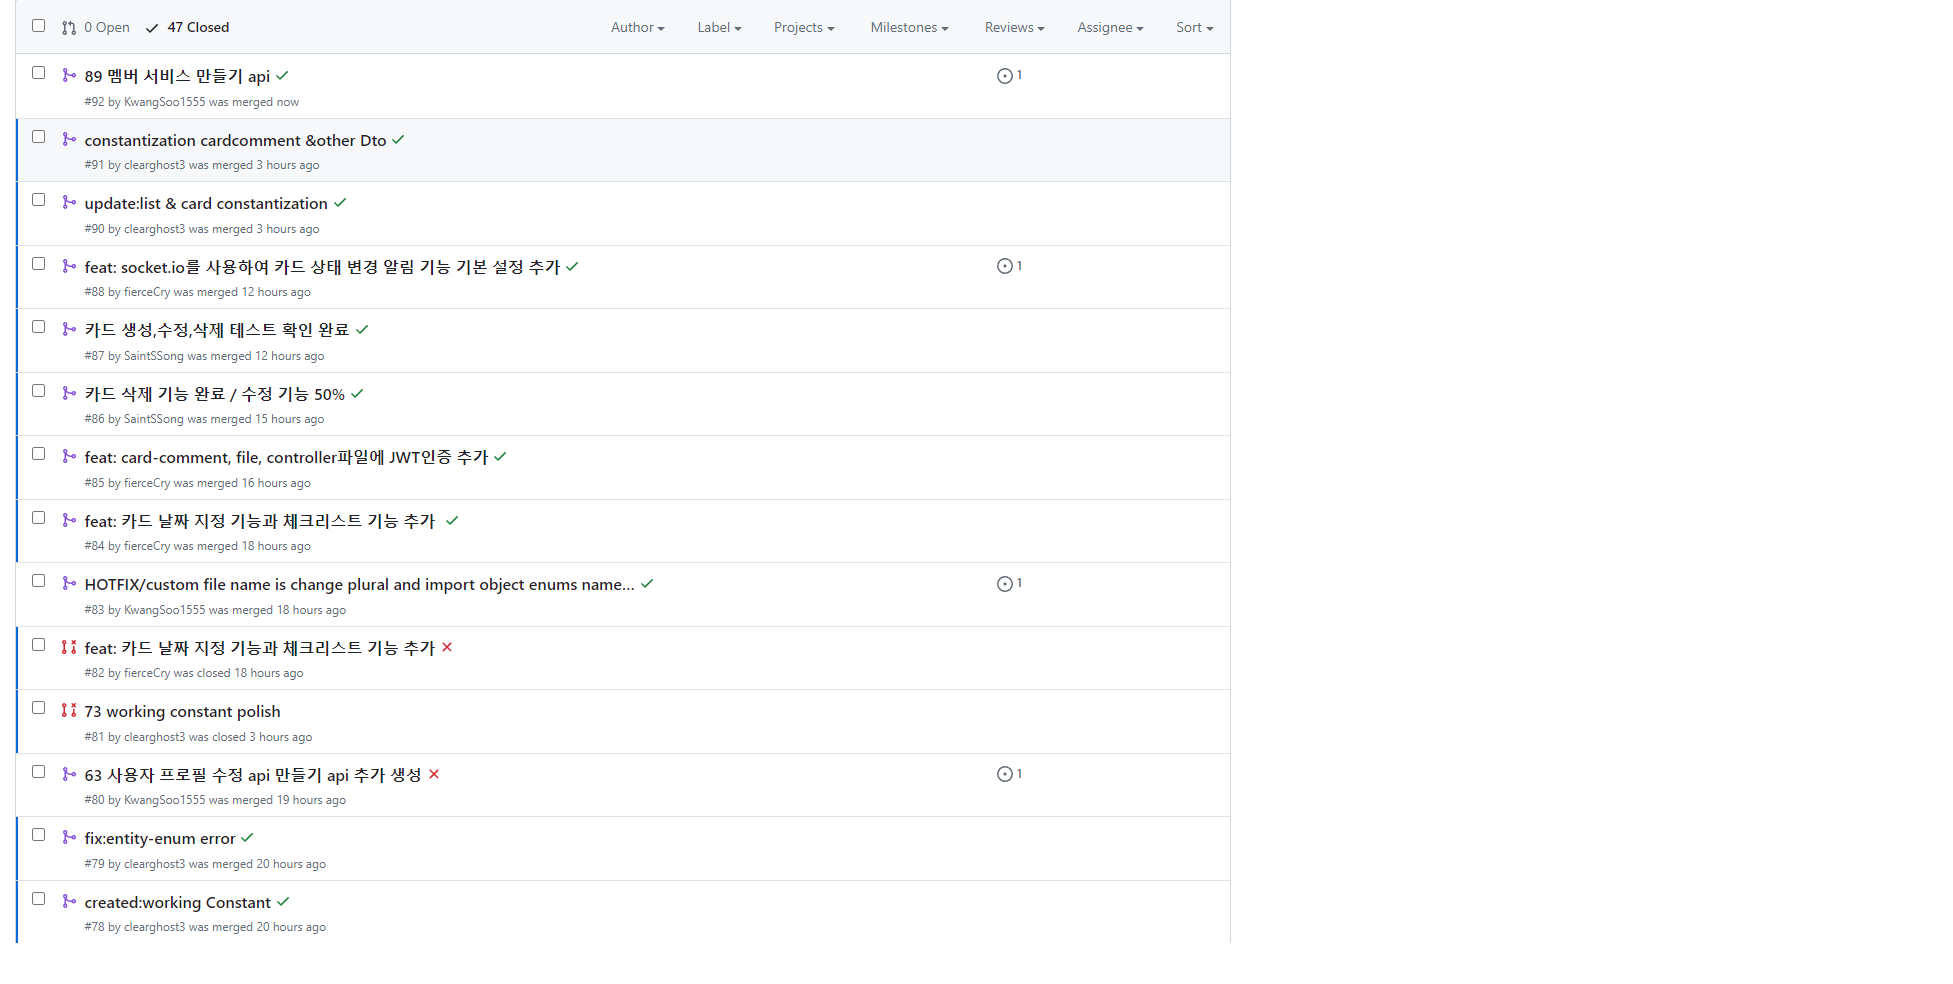 0 Open 47 Closed Author Label Projects Milestones Reviews Assignee Sort
89 멤버 서비스 만들기 api 1
#92 by KwangSoo1555 was merged now
constantization cardcomment &other Dto
#91 by clearghost3 was merged 3 hours ago
update:list & card constantization
#90 by clearghost3 was merged 3 hours ago
feat: socket.io를 사용하여 카드 상태 변경 알림 기능 기본 설정 추가 1
#88 by fierceCry was merged 12 hours ago
카드 생성,수정,삭제 테스트 확인 완료
#87 by SaintSSong was merged 12 hours ago
카드 삭제 기능 완료 / 수정 기능 50%
#86 by SaintSSong was merged 15 hours ago
feat: card-comment, file, controller파일에 JWT인증 추가
#85 by fierceCry was merged 16 hours ago
feat: 카드 날짜 지정 기능과 체크리스트 기능 추가
#84 by fierceCry was merged 18 hours ago
HOTFIX/custom file name is change plural and import object enums name... 1
#83 by KwangSoo1555 was merged 18 hours ago
feat: 카드 날짜 지정 기능과 체크리스트 기능 추가
#82 by fierceCry was closed 18 hours ago
73 working constant polish
#81 by clearghost3 was closed 3 hours ago
63 사용자 프로필 수정 api 만들기 api 추가 생성 1
#80 by KwangSoo1555 was merged 19 hours ago
fix:entity-enum error
#79 by clearghost3 was merged 20 hours ago
created:working Constant
#78 by clearghost3 was merged 20 hours ago